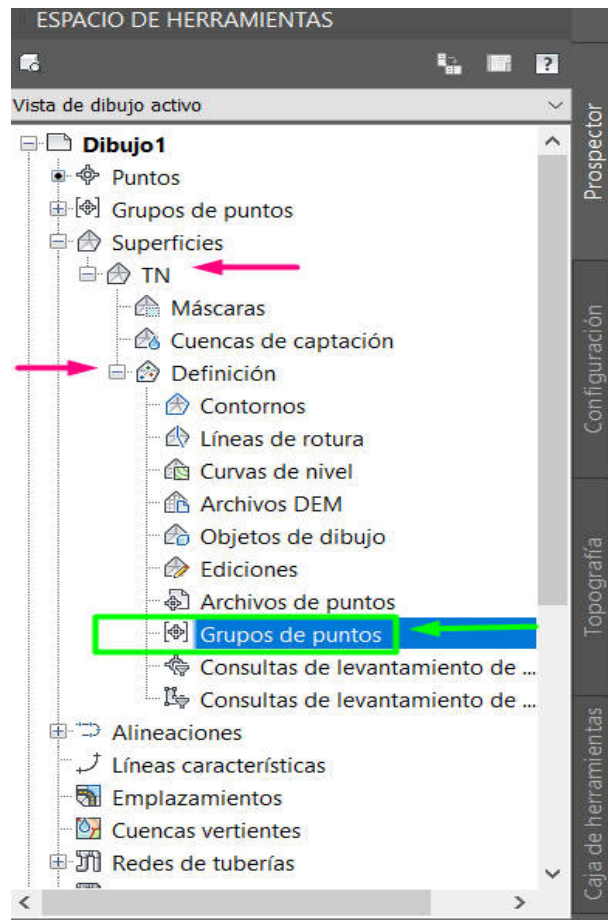 ESPACIO DE HERRAMIENTAS
?
Vista de dibujo activo
Dibujo1
Puntos
Grupos de puntos
Superficies
TN
Máscaras
Cuencas de captación
Definición
Contornos
Líneas de rotura
Curvas de nivel
Archivos DEM
Objetos de dibujo
Ediciones
Archivos de puntos
Grupos de puntos
Consultas de levantamiento de ...
Consultas de levantamiento de ...
Alineaciones
Líneas características
Emplazamientos
Cuencas vertientes
Redes de tuberías
Prospector
Configuración
Topografía
Caja de herramientas